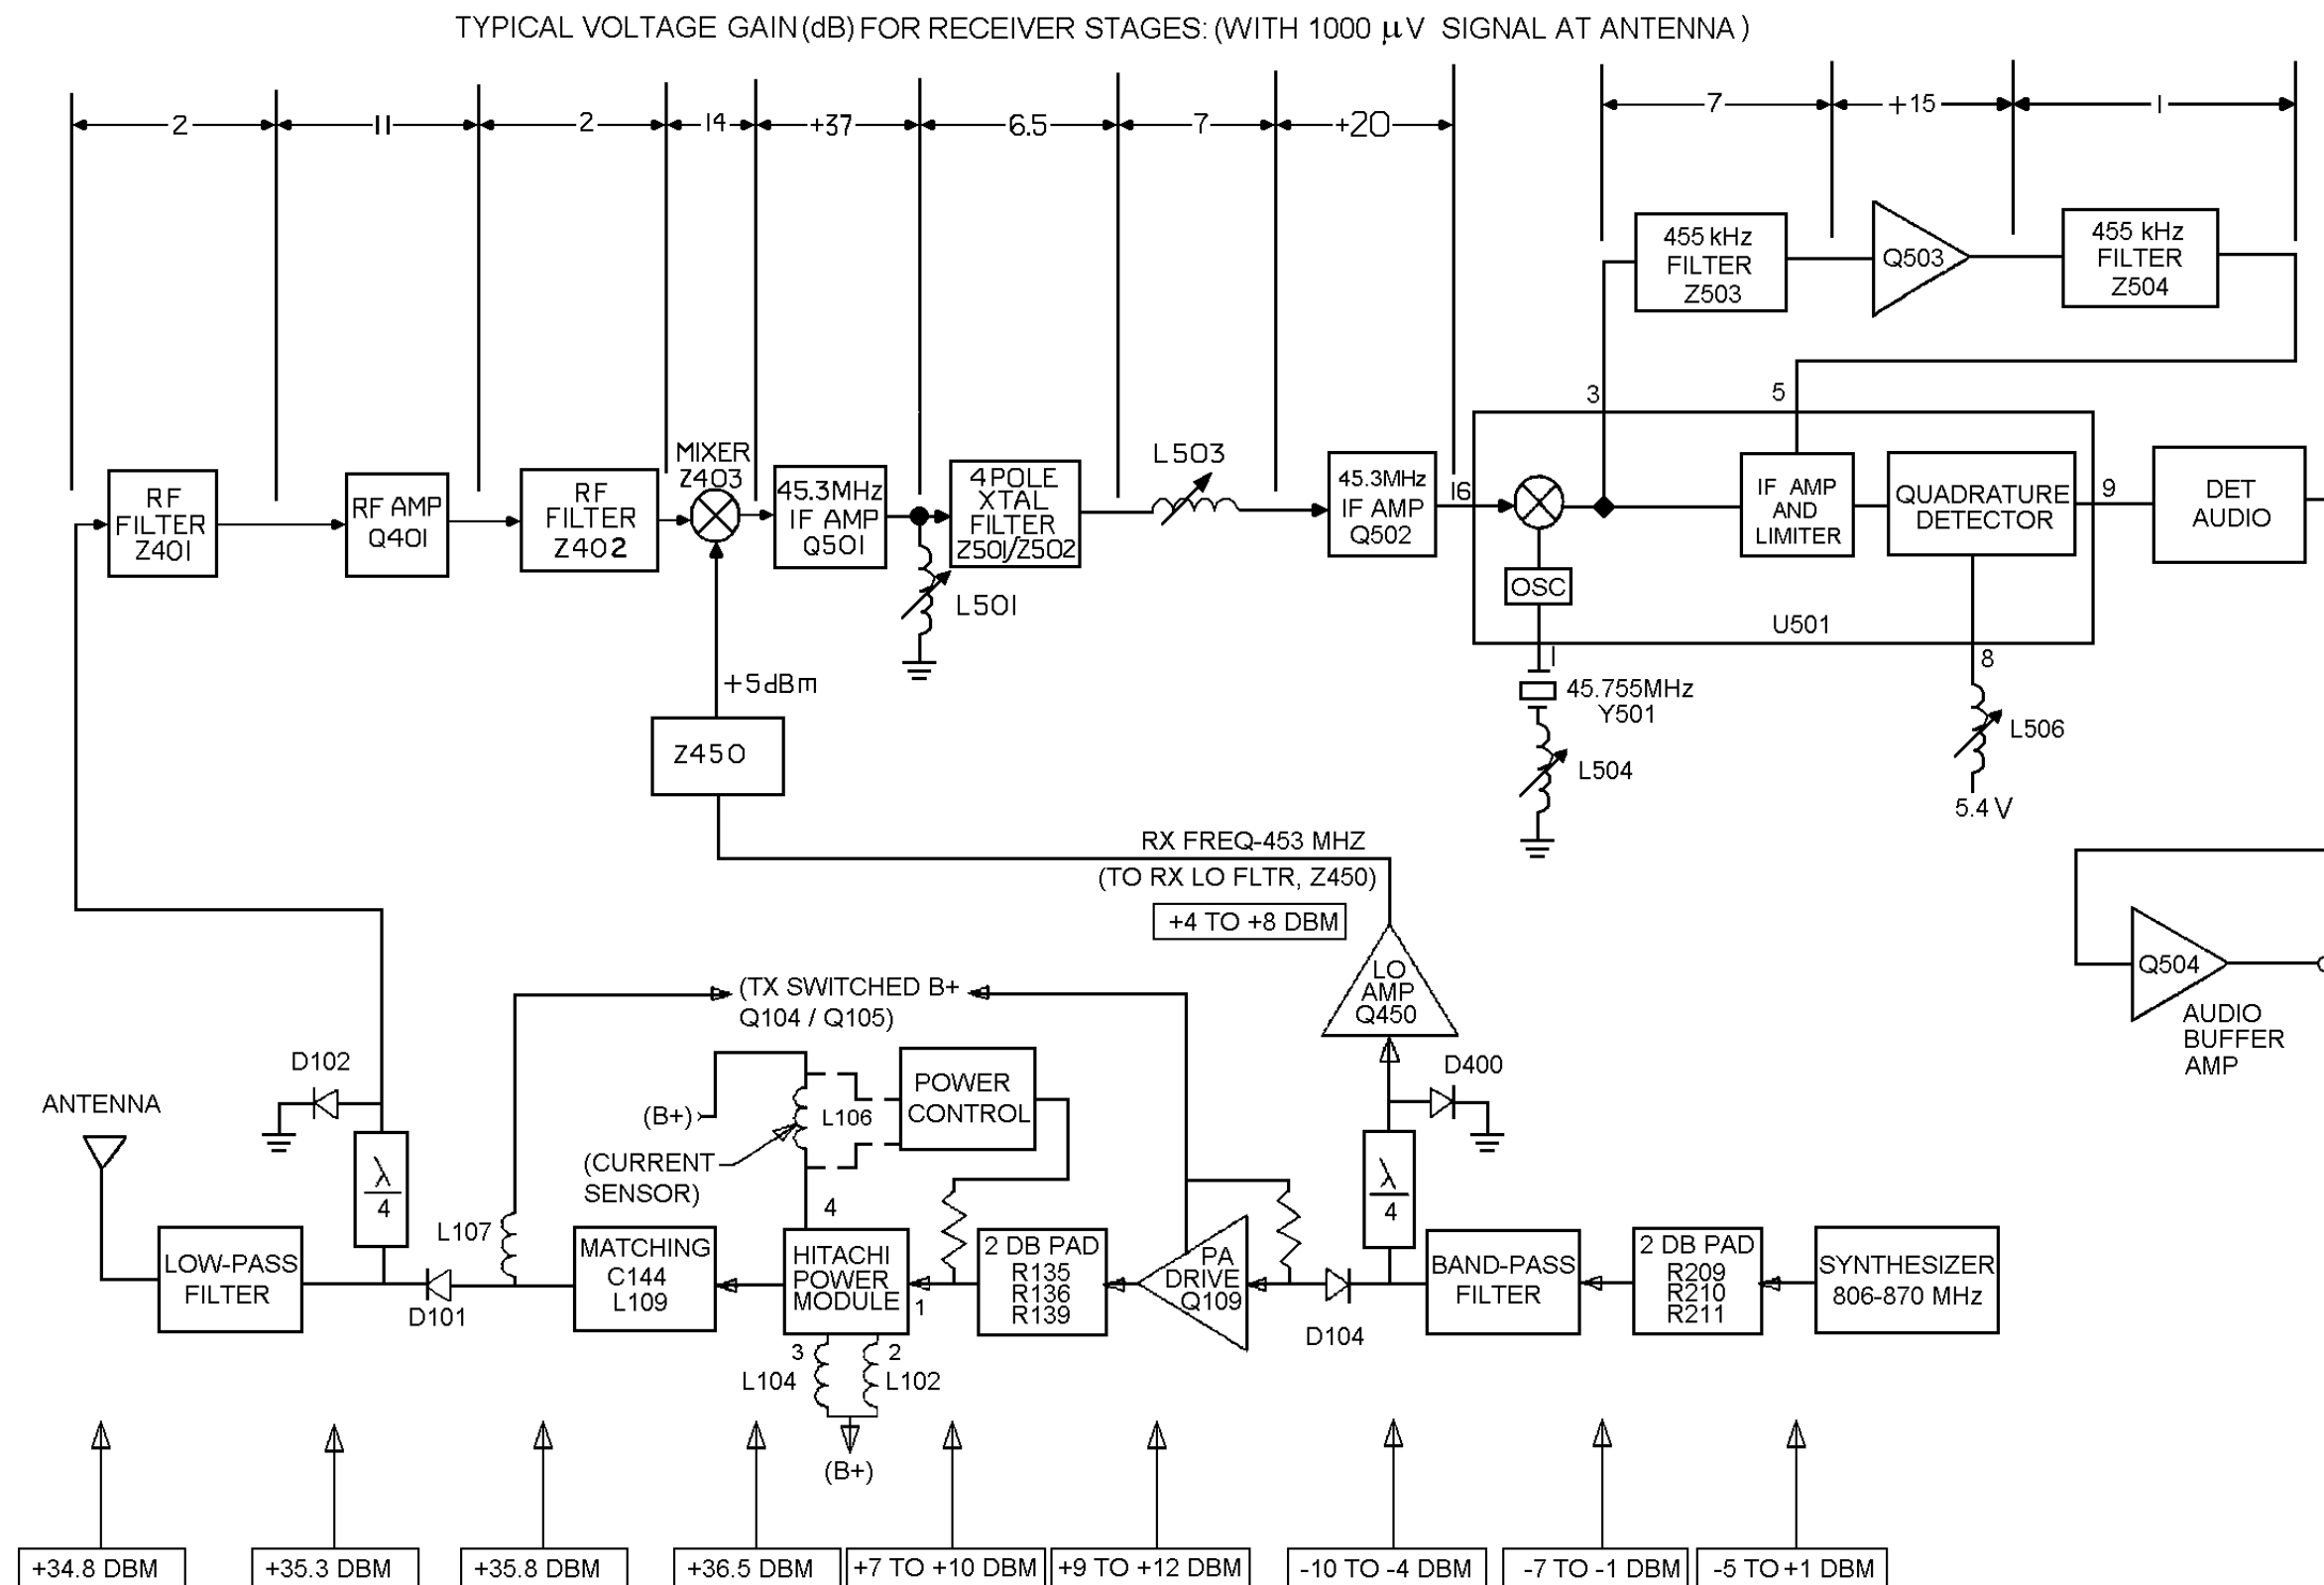 TYPICAL VOLTAGE GAIN (dB) FOR RECEIVER STAGES: (WITH 1000 µV SIGNAL AT ANTENNA)
2
11
2
14
+37
6.5
7
+20
7
+15
1
455 kHz
FILTER
Z503
Q503
455 kHz
FILTER
Z504
3
5
RF
FILTER
Z401
RF AMP
Q401
RF
FILTER
Z402
MIXER
Z403
45.3MHz
IF AMP
Q501
L501
4 POLE
XTAL
FILTER
Z501/Z502
L503
45.3MHz
IF AMP
Q502
16
OSC
IF AMP
AND
LIMITER
QUADRATURE
DETECTOR
U501
9
DET
AUDIO
1
45.755MHz
Y501
L504
8
L506
5.4 V
+5dBm
Z450
RX FREQ-453 MHZ
(TO RX LO FLTR, Z450)
+4 TO +8 DBM
LO
AMP
Q450
Q504
AUDIO
BUFFER
AMP
(TX SWITCHED B+
Q104 / Q105)
D102
D400
ANTENNA
λ
4
(B+)
L106
POWER
CONTROL
(CURRENT
SENSOR)
4
λ
4
LOW-PASS
FILTER
D101
L107
MATCHING
C144
L109
HITACHI
POWER
MODULE
1
3
2
L104
L102
(B+)
2 DB PAD
R135
R136
R139
PA
DRIVE
Q109
D104
BAND-PASS
FILTER
2 DB PAD
R209
R210
R211
SYNTHESIZER
806-870 MHz
+34.8 DBM
+35.3 DBM
+35.8 DBM
+36.5 DBM
+7 TO +10 DBM
+9 TO +12 DBM
-10 TO -4 DBM
-7 TO -1 DBM
-5 TO +1 DBM